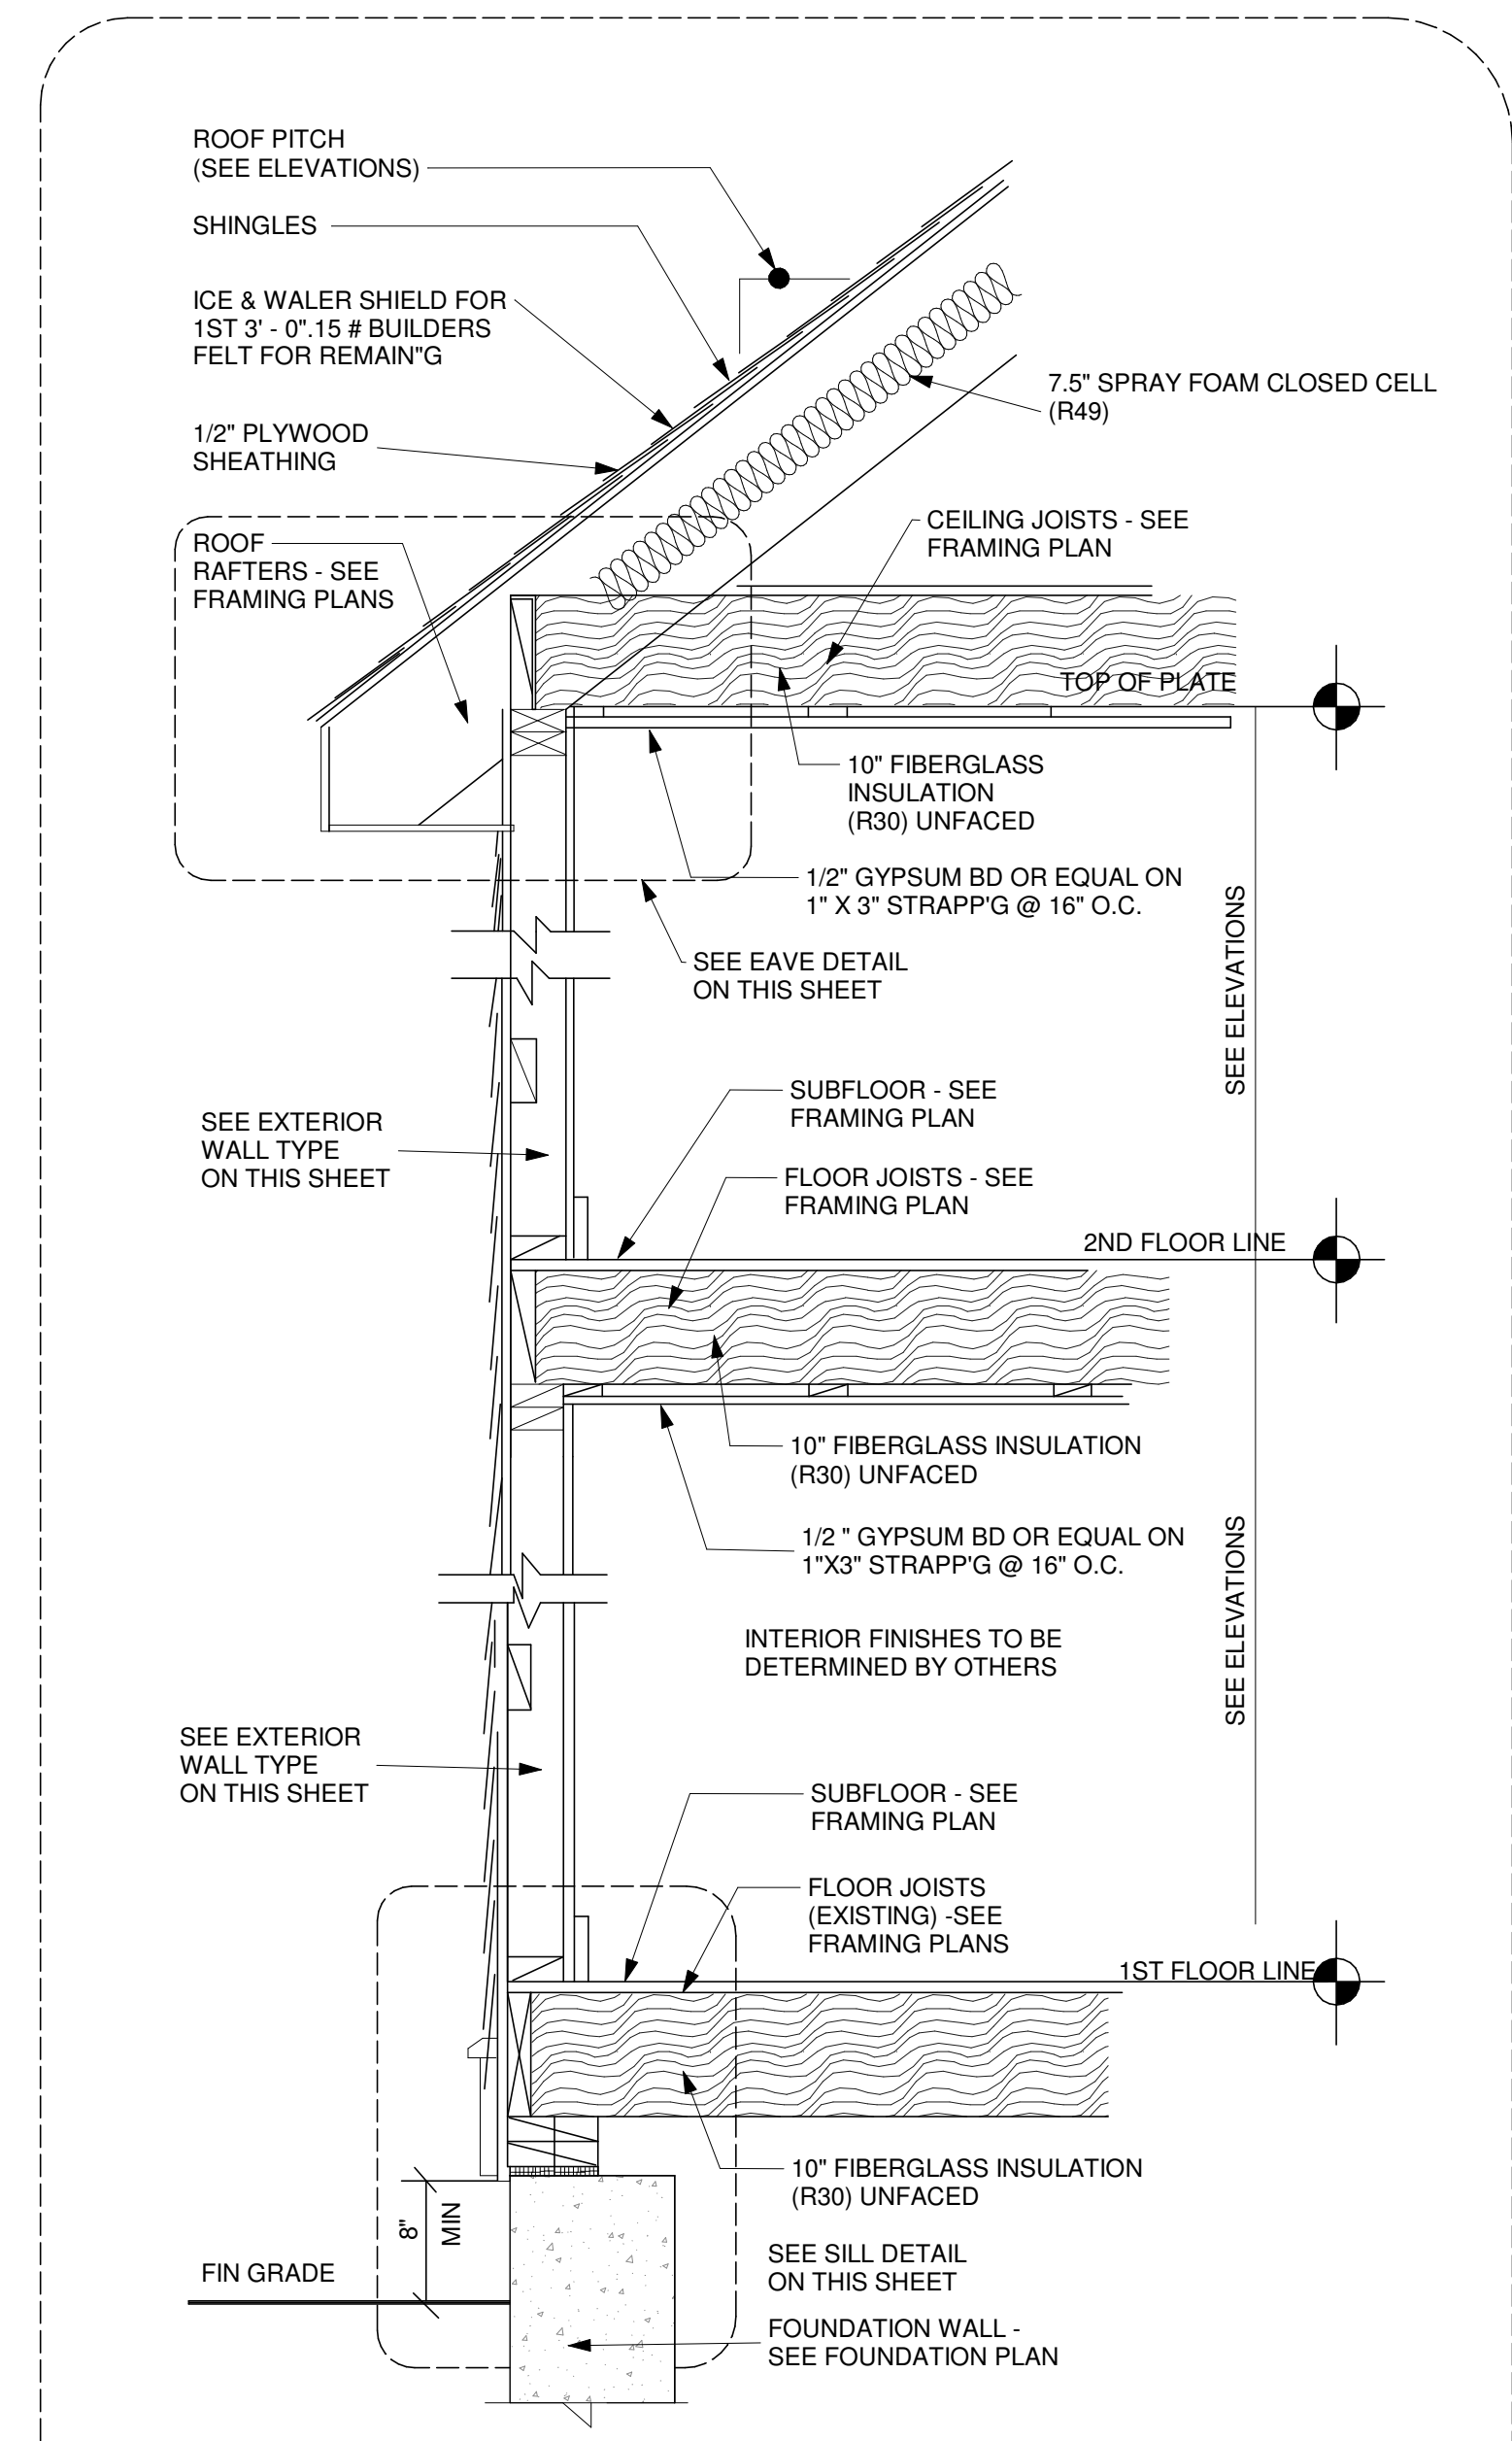 ROOF PITCH
(SEE ELEVATIONS)
SHINGLES
ICE & WALER SHIELD FOR
1ST 3' - 0".15 # BUILDERS
FELT FOR REMAIN"G
7.5" SPRAY FOAM CLOSED CELL
(R49)
1/2" PLYWOOD
SHEATHING
CEILING JOISTS - SEE
FRAMING PLAN
ROOF
RAFTERS - SEE
FRAMING PLANS
TOP OF PLATE
10" FIBERGLASS
INSULATION
(R30) UNFACED
1/2" GYPSUM BD OR EQUAL ON
1" X 3" STRAPP'G @ 16" O.C.
SEE EAVE DETAIL
ON THIS SHEET
SEE ELEVATIONS
SUBFLOOR - SEE
FRAMING PLAN
SEE EXTERIOR
WALL TYPE
ON THIS SHEET
FLOOR JOISTS - SEE
FRAMING PLAN
2ND FLOOR LINE
10" FIBERGLASS INSULATION
(R30) UNFACED
1/2 " GYPSUM BD OR EQUAL ON
1"X3" STRAPP'G @ 16" O.C.
SEE ELEVATIONS
INTERIOR FINISHES TO BE
DETERMINED BY OTHERS
SEE EXTERIOR
WALL TYPE
ON THIS SHEET
SUBFLOOR - SEE
FRAMING PLAN
FLOOR JOISTS
(EXISTING) -SEE
FRAMING PLANS
1ST FLOOR LINE
10" FIBERGLASS INSULATION
(R30) UNFACED
8"
MIN
FIN GRADE
SEE SILL DETAIL
ON THIS SHEET
FOUNDATION WALL -
SEE FOUNDATION PLAN